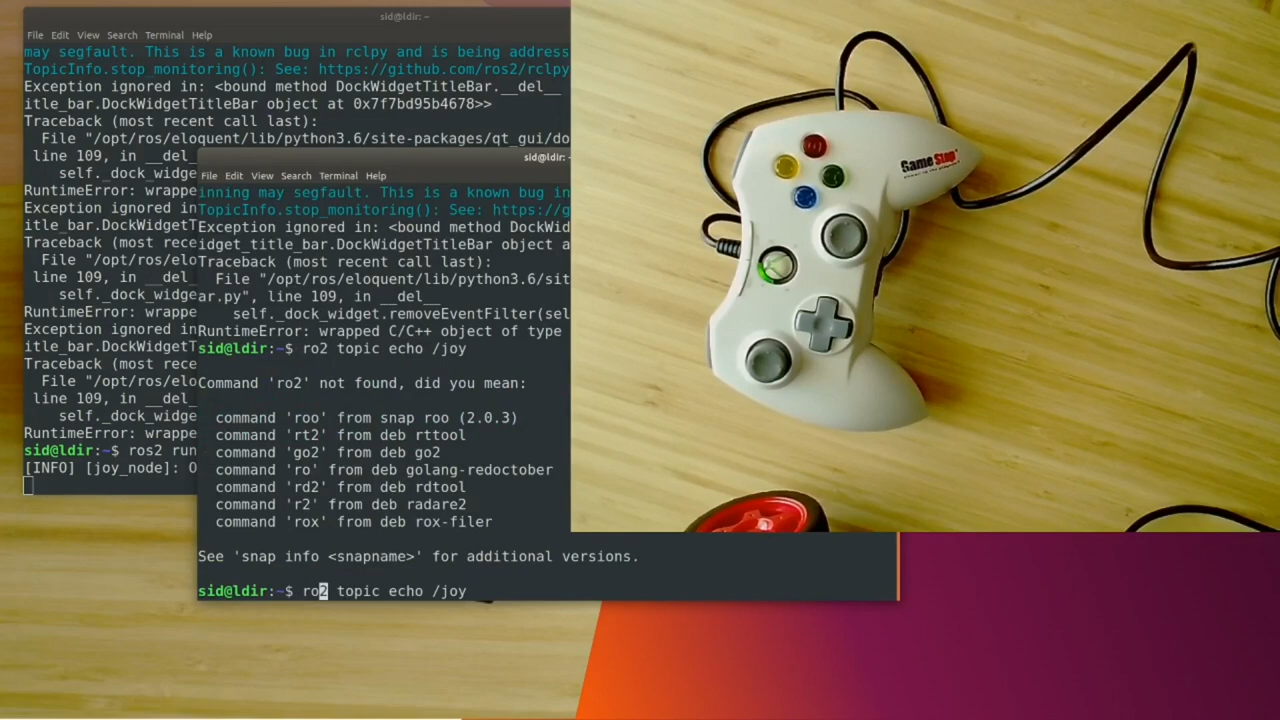 sid@ldir: ~
File Edit View Search Terminal Help
may segfault. This is a known bug in rclpy and is being address
TopicInfo.stop_monitoring(): See: https://github.com/ros2/rclpy
Exception ignored in: <bound method DockWidgetTitleBar.__del__
itle_bar.DockWidgetTitleBar object at 0x7f7bd95b4678>>
Traceback (most recent call last):
File "/opt/ros/eloquent/lib/python3.6/site-packages/qt_gui/do
line 109, in __del_
self._dock_widge
RuntimeError: wrappe
Exception ignored in
itle_bar.DockWidgetT
Traceback (most rece
File "/opt/ros/elo
line 109, in __del_
self._dock_widge
RuntimeError: wrappe
Exception ignored in
itle_bar.DockWidgetT
Traceback (most rece
File "/opt/ros/elo
line 109, in __del_
self._dock_widge
RuntimeError: wrappe
sid@ldir:~$ ros2 run
[INFO] [joy_node]: O
sid@ldir: ~
File Edit View Search Terminal Help
inning may segfault. This is a known bug in
TopicInfo.stop_monitoring(): See: https://g
Exception ignored in: <bound method DockWid
idget_title_bar.DockWidgetTitleBar object a
Traceback (most recent call last):
File "/opt/ros/eloquent/lib/python3.6/sit
ar.py", line 109, in __del__
self._dock_widget.removeEventFilter(sel
RuntimeError: wrapped C/C++ object of type
sid@ldir:~$ ro2 topic echo /joy
Command 'ro2' not found, did you mean:
command 'roo' from snap roo (2.0.3)
command 'rt2' from deb rttool
command 'go2' from deb go2
command 'ro' from deb golang-redoctober
command 'rd2' from deb rdtool
command 'r2' from deb radare2
command 'rox' from deb rox-filer
See 'snap info <snapname>' for additional versions.
sid@ldir:~$ ro2 topic echo /joy
GameStop